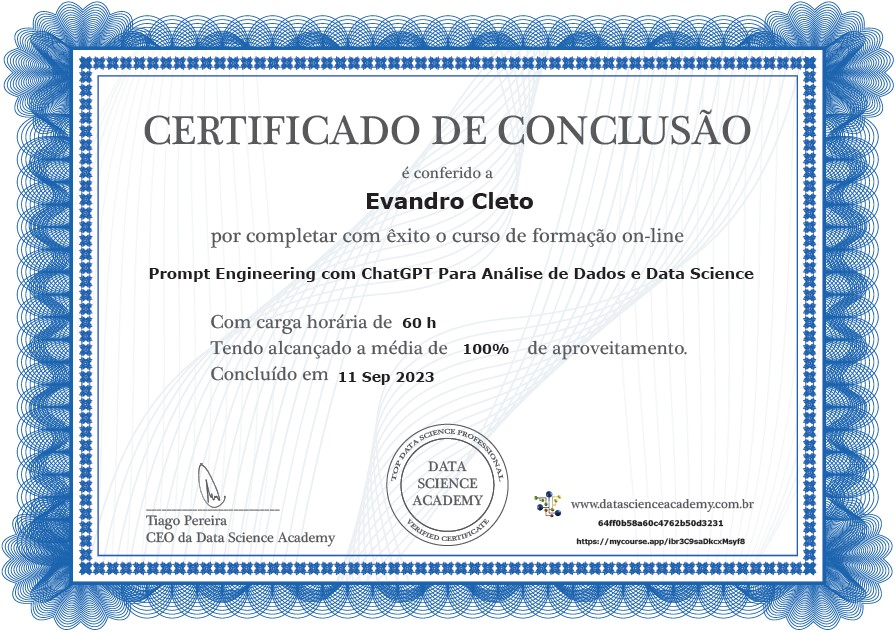 CERTIFICADO DE CONCLUSÃO
é conferido a
Evandro Cleto
por completar com êxito o curso de formação on-line
Prompt Engineering com ChatGPT Para Análise de Dados e Data Science
Com carga horária de 60 h
Tendo alcançado a média de 100% de aproveitamento.
Concluído em 11 Sep 2023
TOP DATA SCIENCE PROFESSIONAL
DATA
SCIENCE
ACADEMY
VERIFIED CERTIFICATE
Tiago Pereira
CEO da Data Science Academy
www.datascienceacademy.com.br
64ff0b58a60c4762b50d3231
https://mycourse.app/ibr3C9saDkcxMsyf8